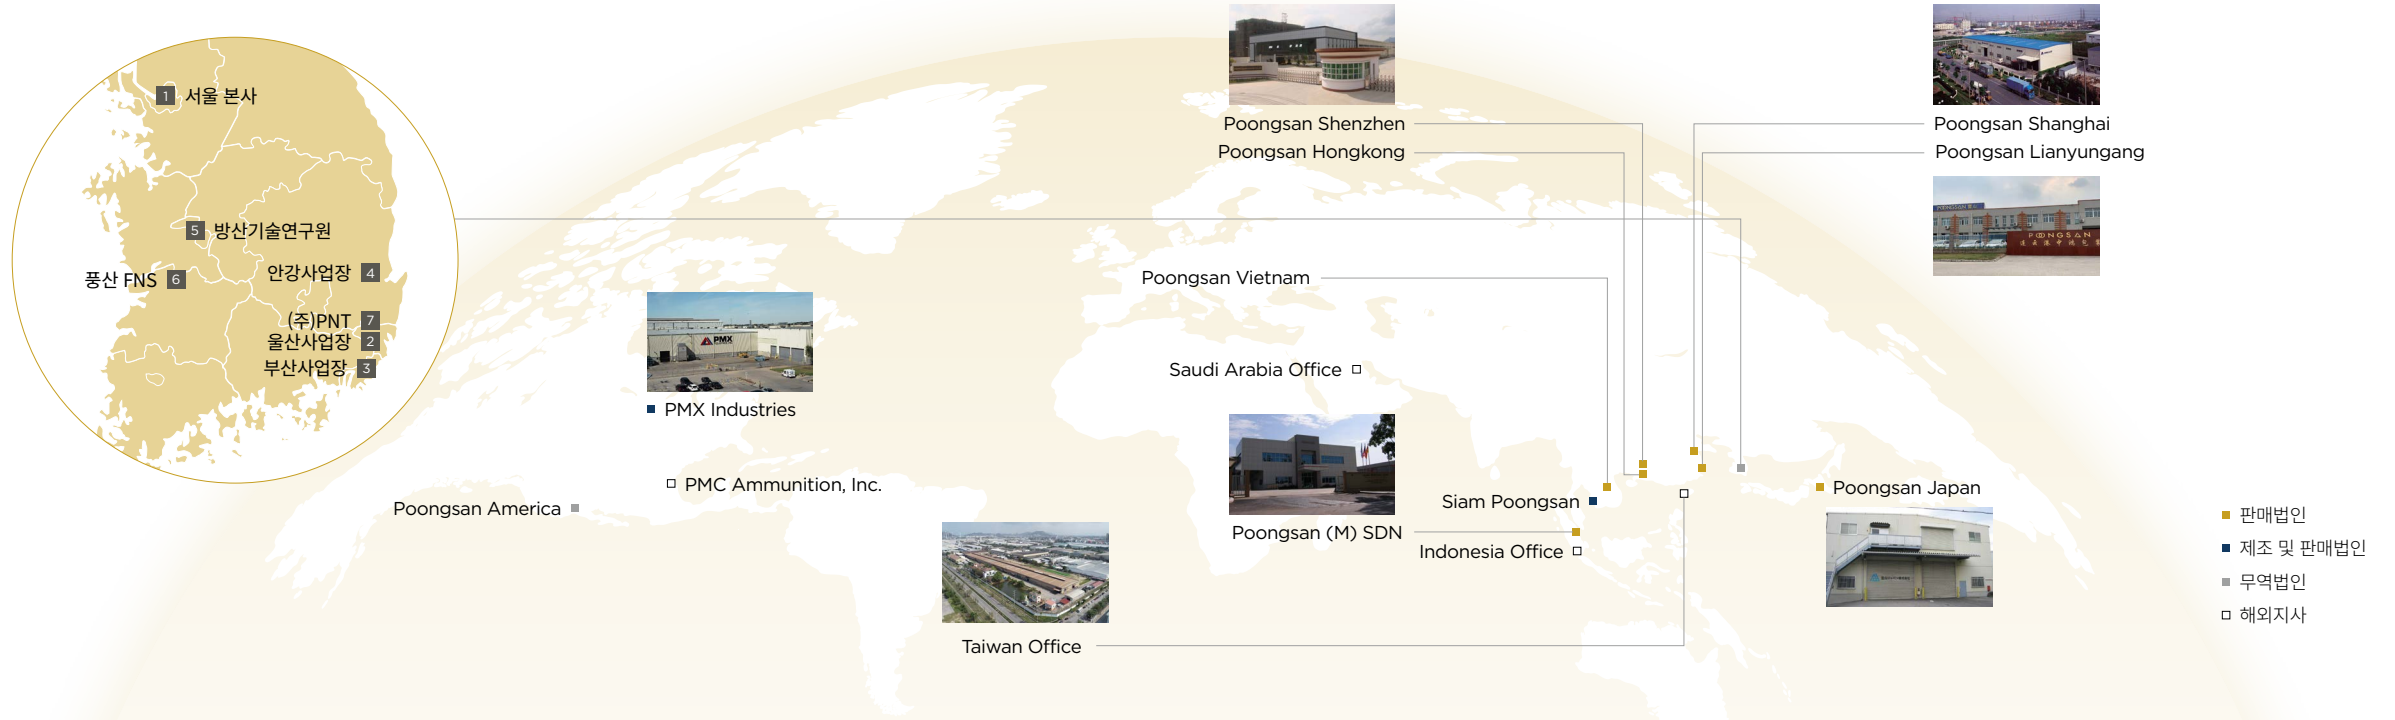 1 서울 본사
5 방산기술연구원
안강사업장 4
풍산 FNS 6
(주)PNT 7
울산사업장 2
부산사업장 3
PMX
PMX Industries
PMC Ammunition, Inc.
Poongsan America
Taiwan Office
Poongsan Shenzhen
Poongsan Hongkong
Poongsan Vietnam
Saudi Arabia Office
Siam Poongsan
Poongsan (M) SDN
Indonesia Office
Poongsan Shanghai
Poongsan Lianyungang
POONGSAN
Poongsan Japan
판매법인
제조 및 판매법인
무역법인
해외지사